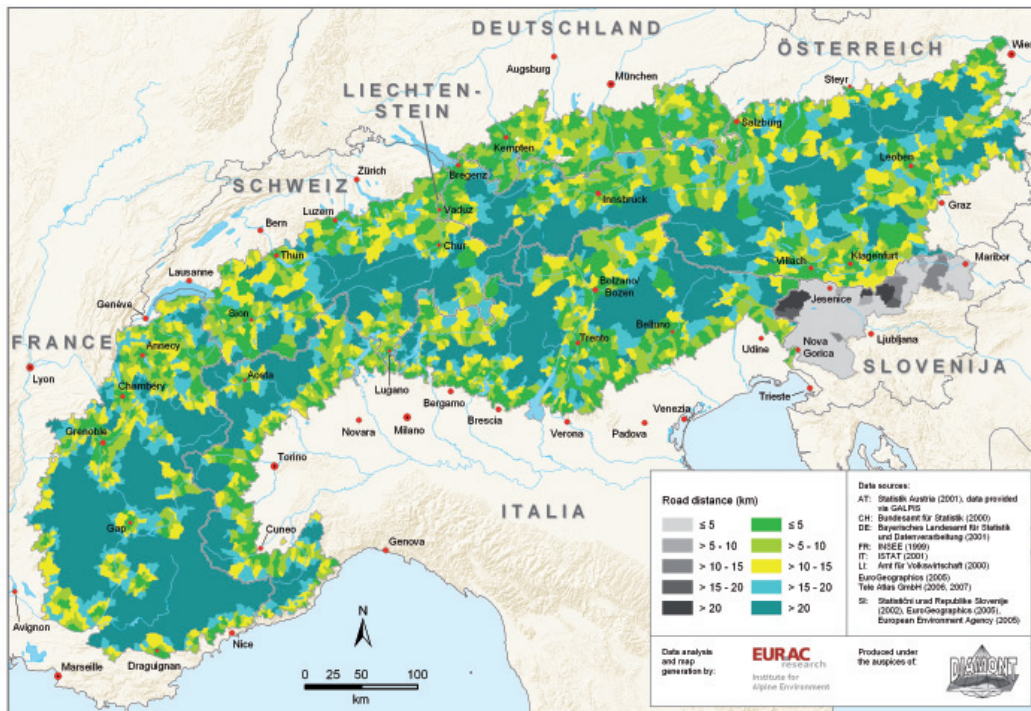 DEUTSCHLAND
ÖSTERREICH
Wien
Augsburg
München
Steyr
LIECHTEN-
STEIN
Salzburg
Kempten
Leoben
Zürich
Bregenz
SCHWEIZ
Innsbruck
Luzern
Vaduz
Graz
Bern
Chur
Thun
Villach
Klagenfurt
Maribor
Lausanne
Bolzano/
Bozen
Jesenice
Genève
Sion
FRANCE
Belluno
Ljubljana
Annecy
Trento
Udine
Nova
Gorica
SLOVENIJA
Lyon
Aosta
Chambéry
Lugano
Trieste
Bergamo
Brescia
Venezia
Grenoble
Novara
Milano
Verona
Padova
Torino
ITALIA
Gap
Cuneo
Genova
N
Avignon
Nice
Draguignan
Marseille
0 25 50 100
km
Road distance (km)
≤ 5 ≤ 5
> 5 - 10 > 5 - 10
> 10 - 15 > 10 - 15
> 15 - 20 > 15 - 20
> 20 > 20
Data sources:
AT: Statistik Austria (2001), data provided
via GALPIS
CH: Bundesamt für Statistik (2000)
DE: Bayerisches Landesamt für Statistik
und Datenverarbeitung
(2001)
FR: INSEE (1999)
IT: ISTAT (2001)
LI: Amt für Volkswirtschaft (2000)
EuroGeographics (2005)
Tele Atlas GmbH (2006, 2007)
SI: Statistični urad Republike Slovenije
(2002), EuroGeographics (2005),
European Environment Agency
(2005)
Data analysis
and map
generation by:
EURAC
research
Institute for
Alpine Environment
Produced under
the auspices of:
DIAMONT